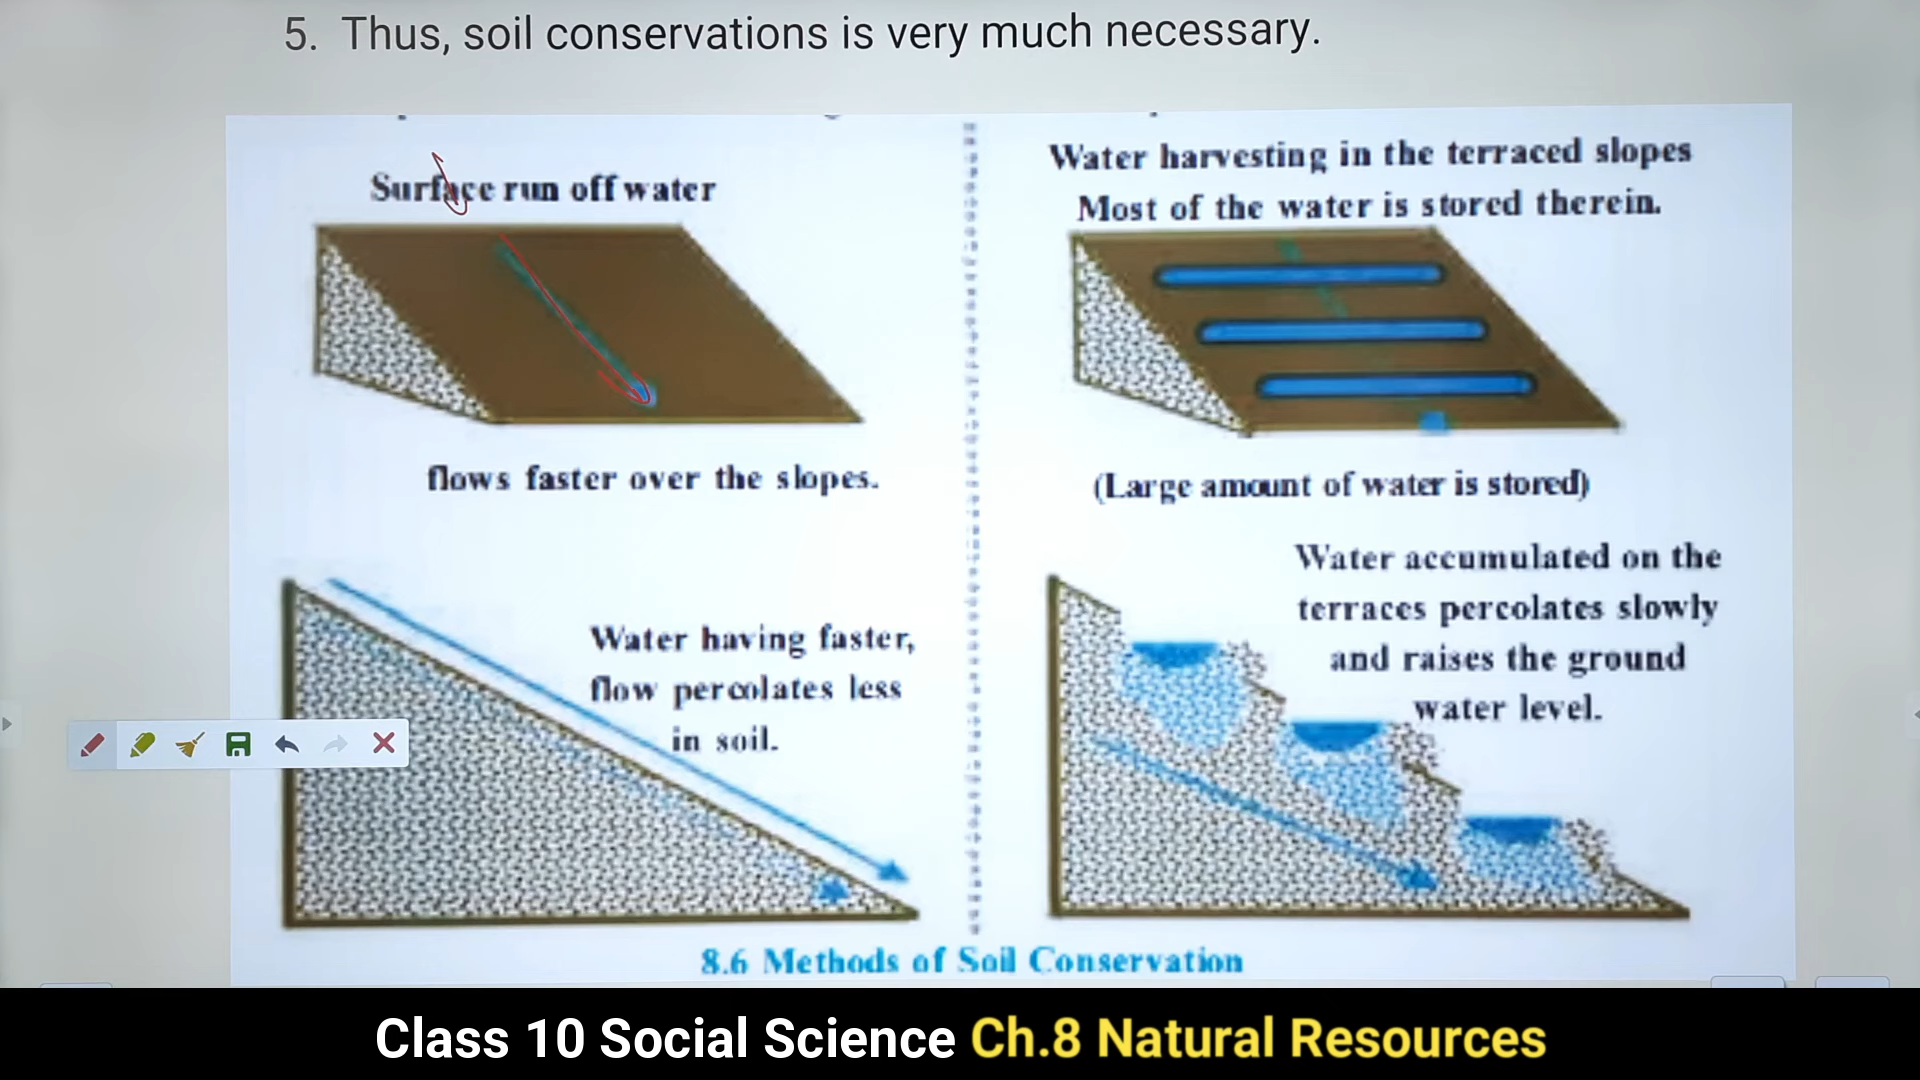 5. Thus, soil conservations is very much necessary.
Surface run off water
flows faster over the slopes.
Water having faster,
flow percolates less
in soil.
Water harvesting in the terraced slopes
Most of the water is stored therein.
(Large amount of water is stored)
Water accumulated on the
terraces percolates slowly
and raises the ground
water level.
8.6 Methods of Soil Conservation
Class 10 Social Science Ch.8 Natural Resources